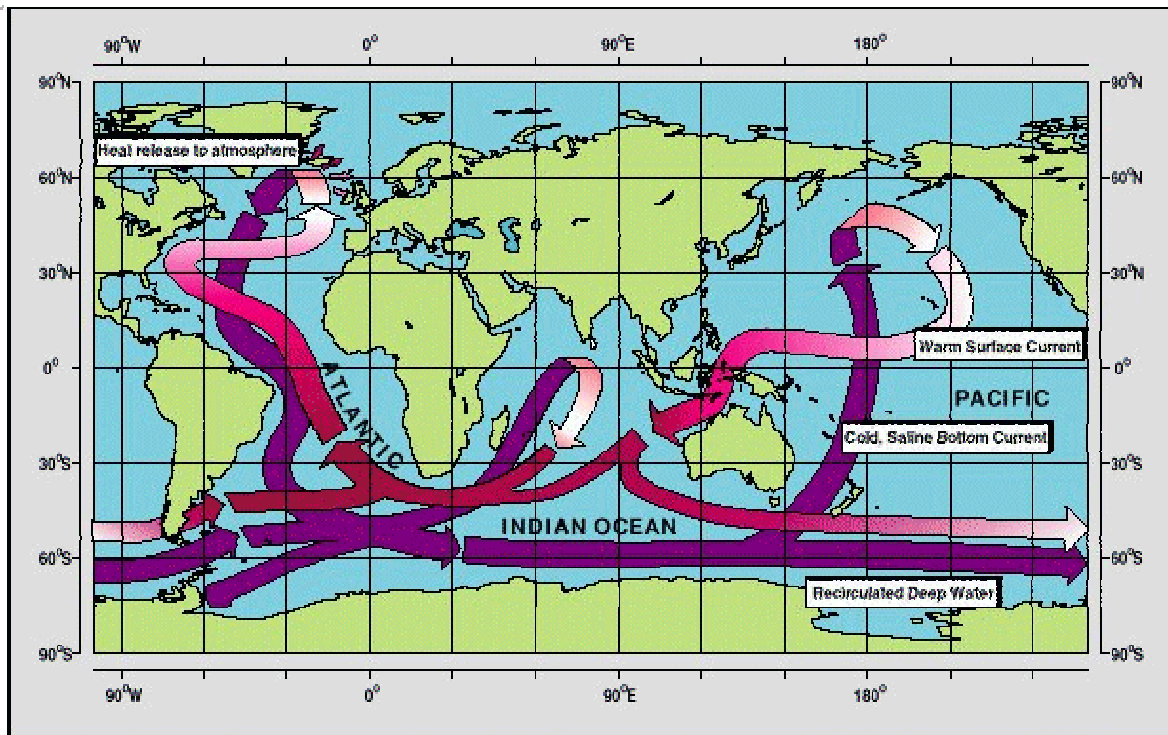 90°W 0° 90°E 180°
90°N 90°N
Heat release to atmosphere
60°N 60°N
30°N 30°N
Warm Surface Current
0° 0°
ATLANTIC
PACIFIC
Cold, Saline Bottom Current
30°S 30°S
INDIAN OCEAN
60°S 60°S
Recirculated Deep Water
90°S 90°S
90°W 0° 90°E 180°